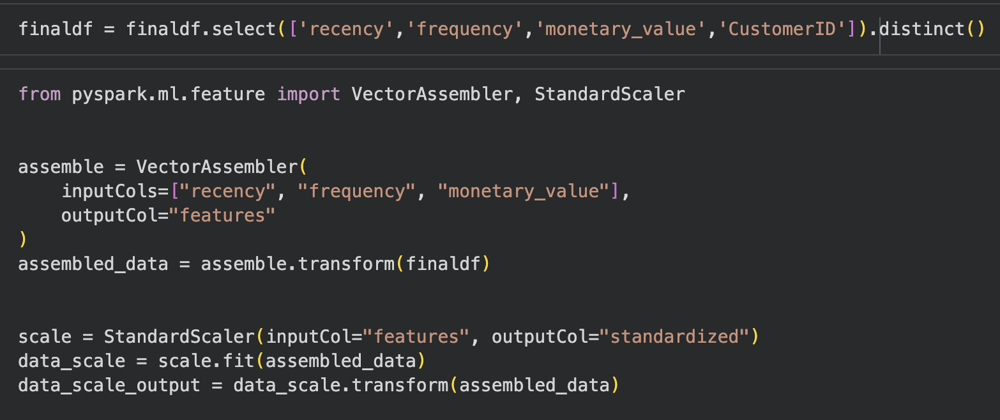 finaldf = finaldf.select(['recency','frequency','monetary_value','CustomerID']).distinct()
from pyspark.ml.feature import VectorAssembler, StandardScaler
assemble = VectorAssembler(
    inputCols=["recency", "frequency", "monetary_value"],
    outputCol="features"
)
assembled_data = assemble.transform(finaldf)
scale = StandardScaler(inputCol="features", outputCol="standardized")
data_scale = scale.fit(assembled_data)
data_scale_output = data_scale.transform(assembled_data)